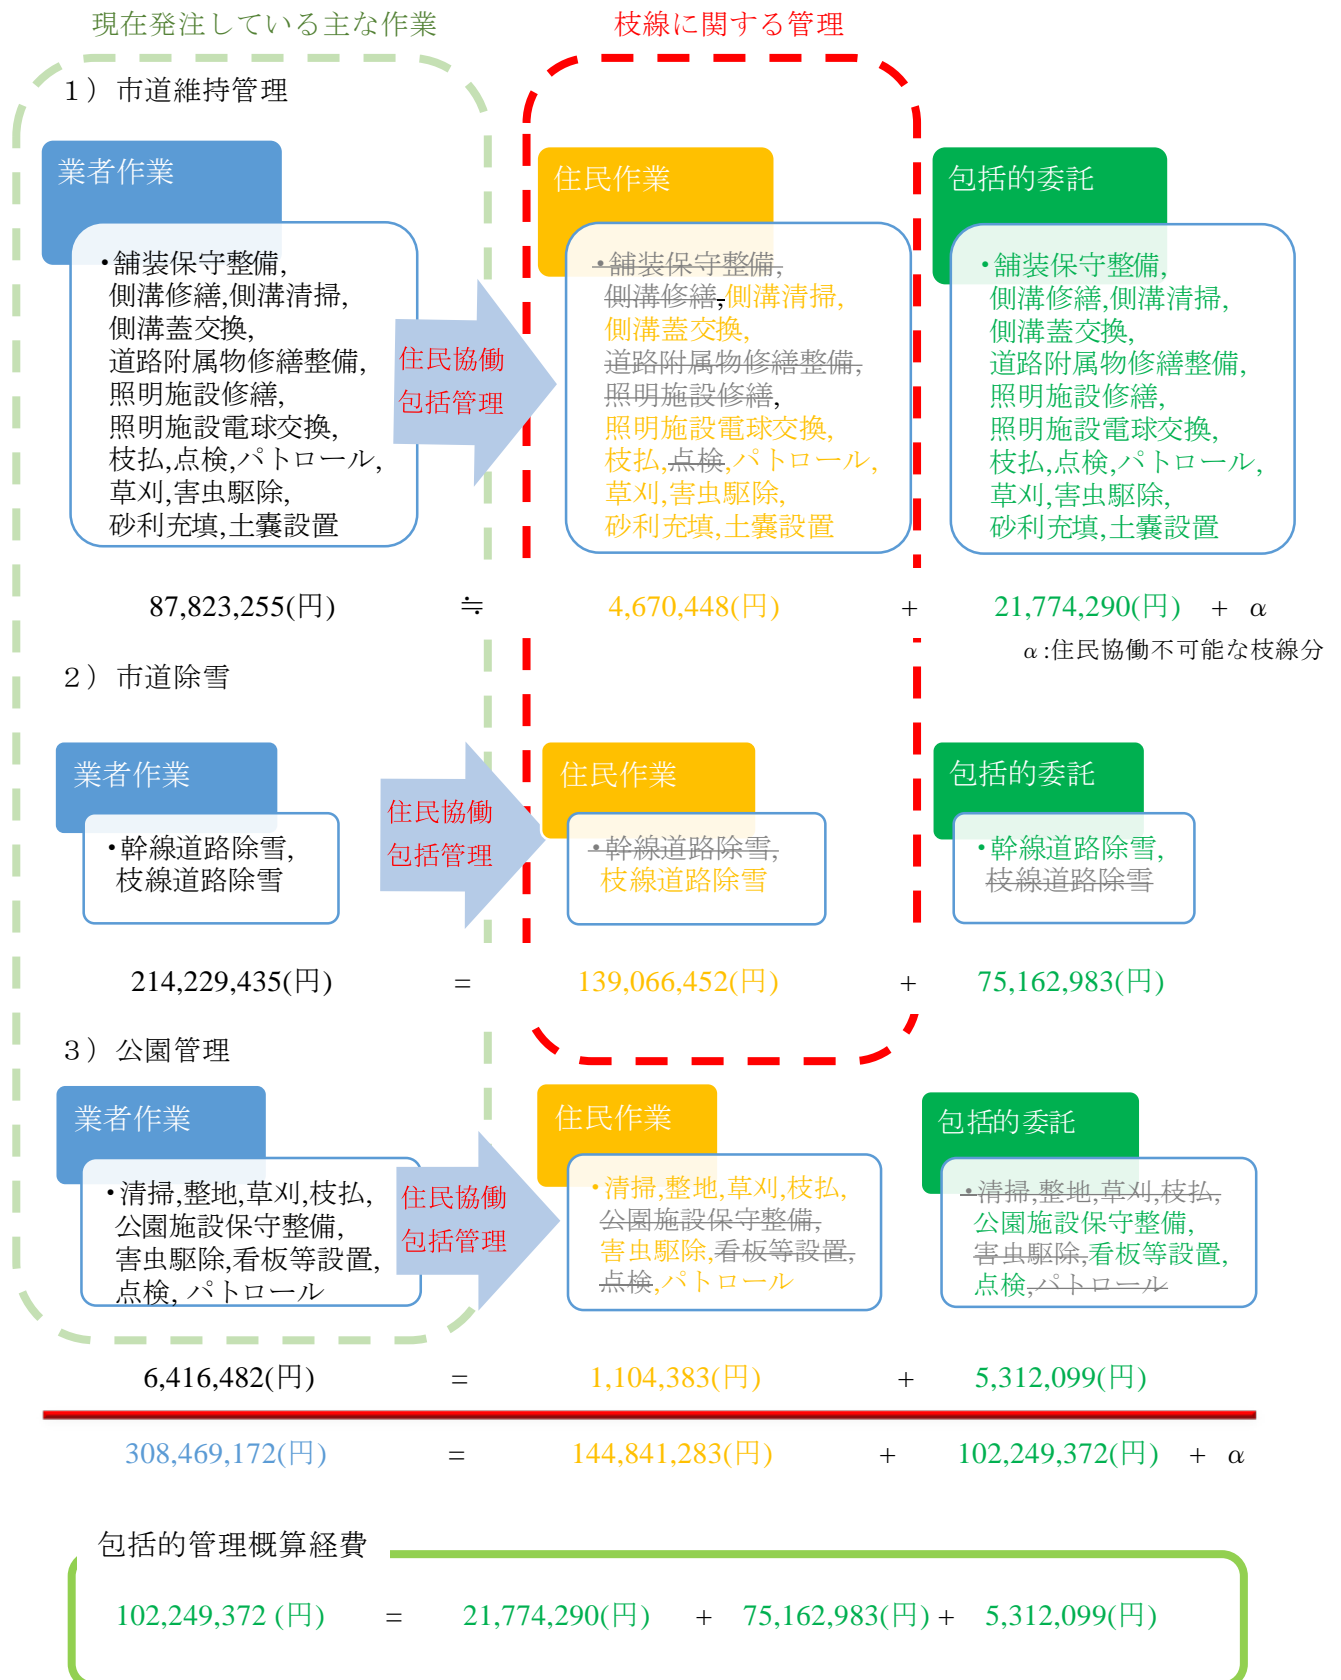 現在発注している主な作業
枝線に関する管理
１）市道維持管理
業者作業
・舗装保守整備,
側溝修繕,側溝清掃,
側溝蓋交換,
道路附属物修繕整備,
照明施設修繕,
照明施設電球交換,
枝払,点検,パトロール,
草刈,害虫駆除,
砂利充填,土嚢設置
住民協働
包括管理
住民作業
・舗装保守整備,
側溝修繕,側溝清掃,
側溝蓋交換,
道路附属物修繕整備,
照明施設修繕,
照明施設電球交換,
枝払,点検,パトロール,
草刈,害虫駆除,
砂利充填,土嚢設置
包括的委託
・舗装保守整備,
側溝修繕,側溝清掃,
側溝蓋交換,
道路附属物修繕整備,
照明施設修繕,
照明施設電球交換,
枝払,点検,パトロール,
草刈,害虫駆除,
砂利充填,土嚢設置
87,823,255(円) ≒ 4,670,448(円) + 21,774,290(円) + α
α:住民協働不可能な枝線分
２）市道除雪
業者作業
・幹線道路除雪,
枝線道路除雪
住民協働
包括管理
住民作業
・幹線道路除雪,
枝線道路除雪
包括的委託
・幹線道路除雪,
枝線道路除雪
214,229,435(円) = 139,066,452(円) + 75,162,983(円)
３）公園管理
業者作業
・清掃,整地,草刈,枝払,
公園施設保守整備,
害虫駆除,看板等設置,
点検, パトロール
住民協働
包括管理
住民作業
・清掃,整地,草刈,枝払,
公園施設保守整備,
害虫駆除,看板等設置,
点検,パトロール
包括的委託
・清掃,整地,草刈,枝払,
公園施設保守整備,
害虫駆除,看板等設置,
点検,パトロール
6,416,482(円) = 1,104,383(円) + 5,312,099(円)
308,469,172(円) = 144,841,283(円) + 102,249,372(円) + α
包括的管理概算経費
102,249,372 (円) = 21,774,290(円) + 75,162,983(円) + 5,312,099(円)